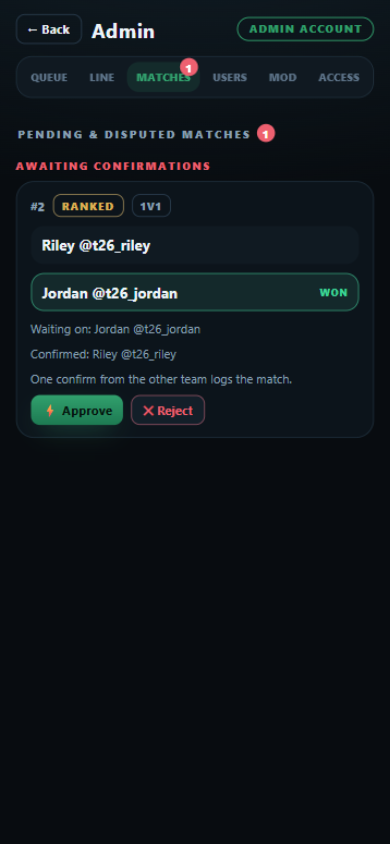 ← Back Admin ADMIN ACCOUNT
1
QUEUE LINE MATCHES USERS MOD ACCESS
PENDING & DISPUTED MATCHES 1
AWAITING CONFIRMATIONS
#2 RANKED 1V1
Riley @t26_riley
Jordan @t26_jordan WON
Waiting on: Jordan @t26_jordan
Confirmed: Riley @t26_riley
One confirm from the other team logs the match.
⚡ Approve ❌ Reject